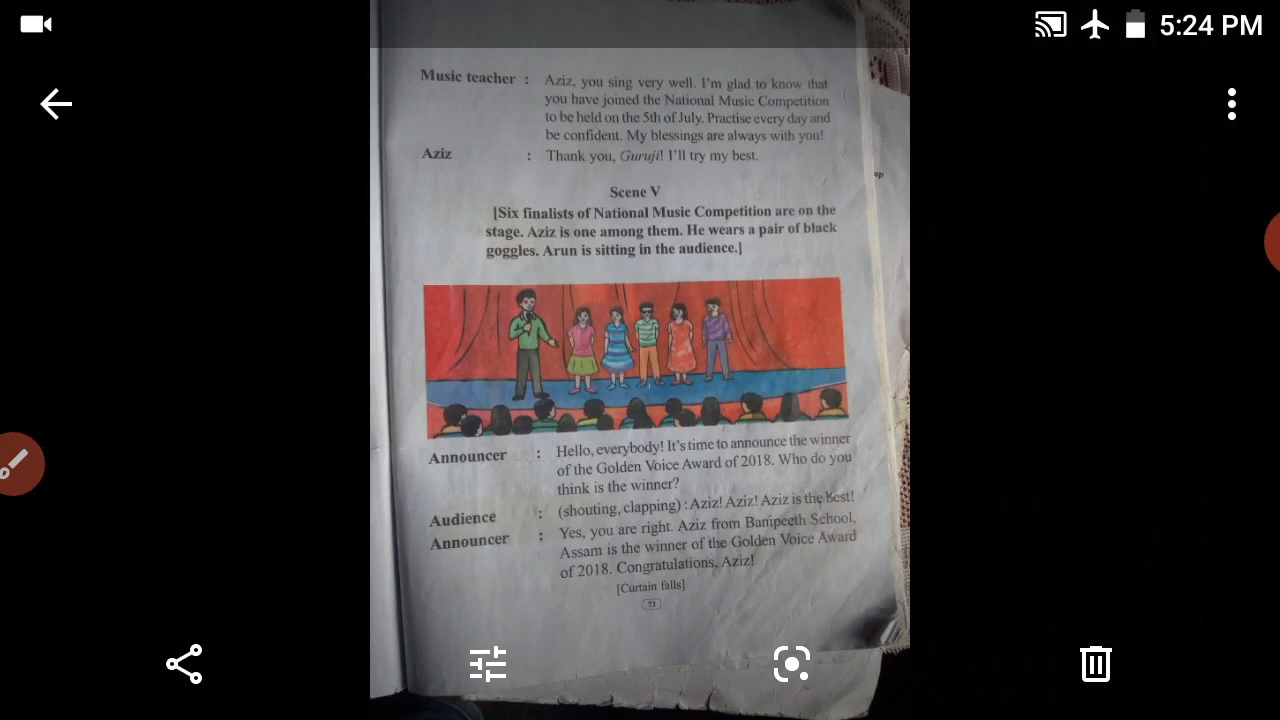 5:24 PM
Music teacher : Aziz, you sing very well. I'm glad to know that
you have joined the National Music Competition
to be held on the 5th of July. Practise every day and
be confident. My blessings are always with you!
Aziz : Thank you, Guruji! I'll try my best.
Scene V
[Six finalists of National Music Competition are on the
stage. Aziz is one among them. He wears a pair of black
goggles. Arun is sitting in the audience.]
Announcer : Hello, everybody! It's time to announce the winner
of the Golden Voice Award of 2018. Who do you
think is the winner?
Audience : (shouting, clapping) : Aziz! Aziz! Aziz is the best!
Announcer : Yes, you are right. Aziz from Banipeeth School,
Assam is the winner of the Golden Voice Award
of 2018. Congratulations, Aziz!
[Curtain falls]
73
up